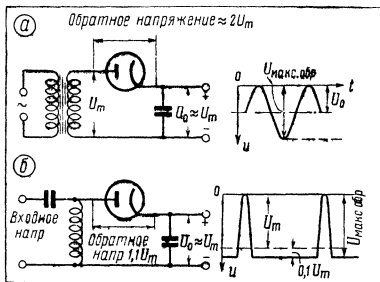 а
Обратное напряжение ≈ 2Um
~
Um
U₀≈Um
+
−
0
t
Uмакс.обр
U₀
u
б
Входное
напр
Обратное
напр 1,1Um
U₀≈Um
+
−
0
Um
Uмакс обр
0,1Um
u